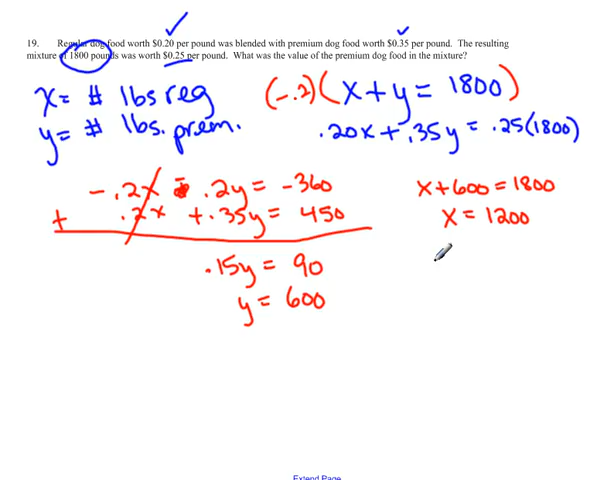 19. Regular dog food worth $0.20 per pound was blended with premium dog food worth $0.35 per pound. The resulting
mixture of 1800 pounds was worth $0.25 per pound. What was the value of the premium dog food in the mixture?
x = # lbs reg
y = # lbs. prem.
(-.2)(x + y = 1800)
.20x + .35y = .25(1800)
-.2x - .2y = -360
+ .2x + .35y = 450
.15y = 90
y = 600
x + 600 = 1800
x = 1200
Extend Page